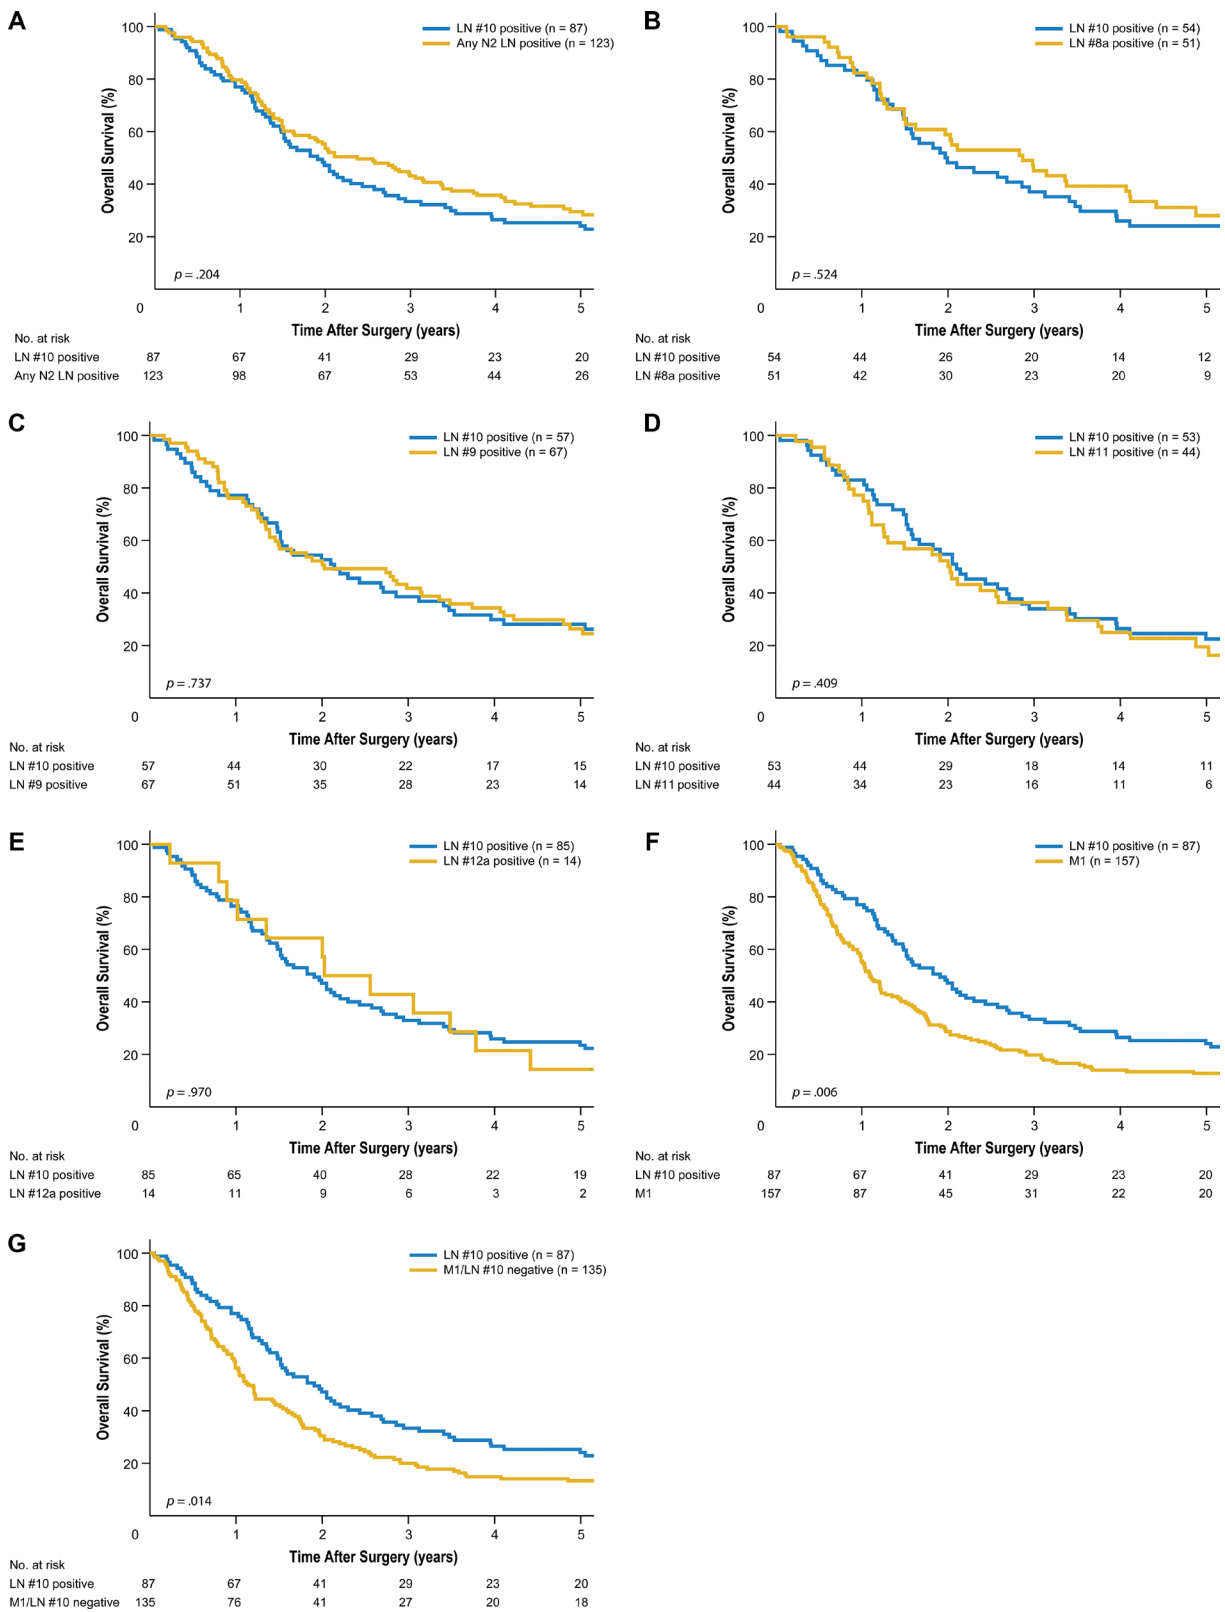 A
LN #10 positive (n = 87)
Any N2 LN positive (n = 123)
Overall Survival (%)
100
80
60
40
20
p = .204
0 1 2 3 4 5
Time After Surgery (years)
No. at risk
LN #10 positive 87 67 41 29 23 20
Any N2 LN positive 123 98 67 53 44 26
B
LN #10 positive (n = 54)
LN #8a positive (n = 51)
Overall Survival (%)
100
80
60
40
20
p = .524
0 1 2 3 4 5
Time After Surgery (years)
No. at risk
LN #10 positive 54 44 26 20 14 12
LN #8a positive 51 42 30 23 20 9
C
LN #10 positive (n = 57)
LN #9 positive (n = 67)
Overall Survival (%)
100
80
60
40
20
p = .737
0 1 2 3 4 5
Time After Surgery (years)
No. at risk
LN #10 positive 57 44 30 22 17 15
LN #9 positive 67 51 35 28 23 14
D
LN #10 positive (n = 53)
LN #11 positive (n = 44)
Overall Survival (%)
100
80
60
40
20
p = .409
0 1 2 3 4 5
Time After Surgery (years)
No. at risk
LN #10 positive 53 44 29 18 14 11
LN #11 positive 44 34 23 16 11 6
E
LN #10 positive (n = 85)
LN #12a positive (n = 14)
Overall Survival (%)
100
80
60
40
20
p = .970
0 1 2 3 4 5
Time After Surgery (years)
No. at risk
LN #10 positive 85 65 40 28 22 19
LN #12a positive 14 11 9 6 3 2
F
LN #10 positive (n = 87)
M1 (n = 157)
Overall Survival (%)
100
80
60
40
20
p = .006
0 1 2 3 4 5
Time After Surgery (years)
No. at risk
LN #10 positive 87 67 41 29 23 20
M1 157 87 45 31 22 20
G
LN #10 positive (n = 87)
M1/LN #10 negative (n = 135)
Overall Survival (%)
100
80
60
40
20
p = .014
0 1 2 3 4 5
Time After Surgery (years)
No. at risk
LN #10 positive 87 67 41 29 23 20
M1/LN #10 negative 135 76 41 27 20 18